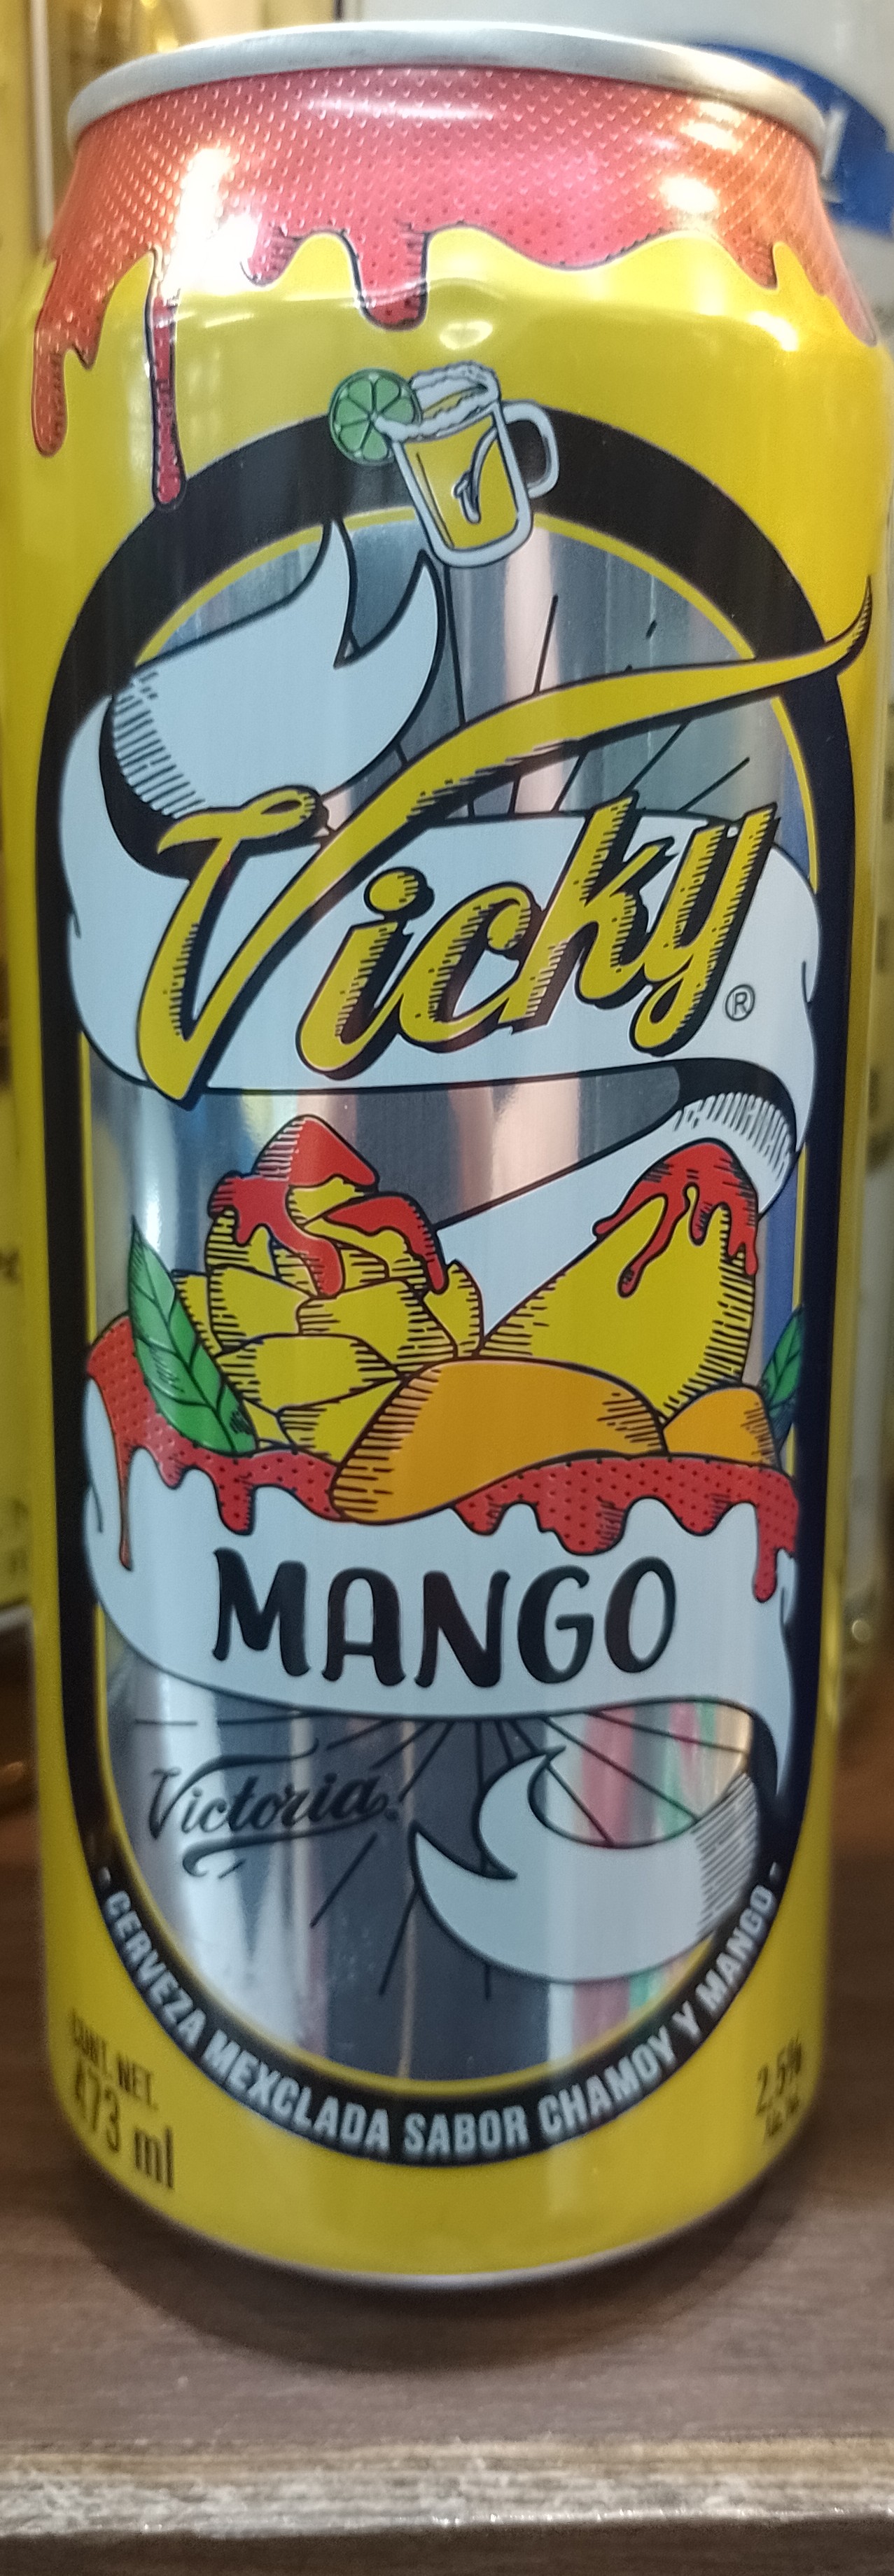 Vicky®
MANGO
Victoria
· CERVEZA MEXCLADA SABOR CHAMOY Y MANGO ·
CONT. NET.
473 ml
2.5%